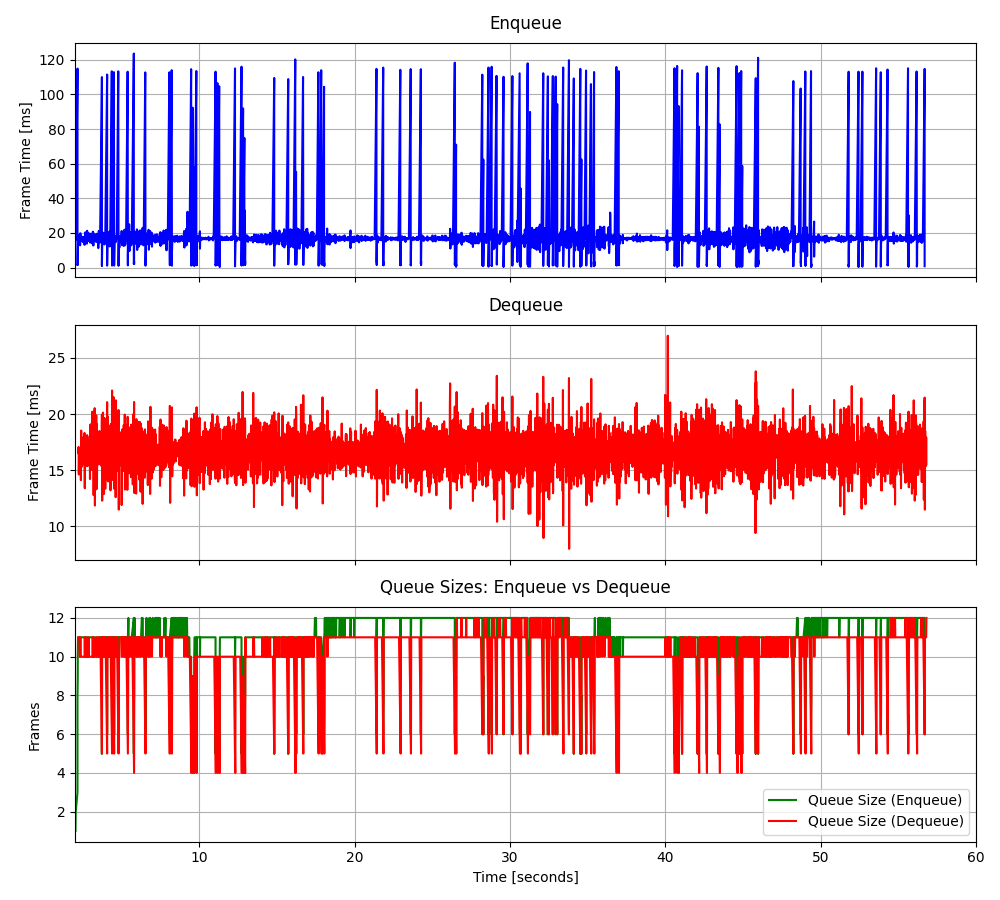 Enqueue
Frame Time [ms]
120
100
80
60
40
20
0
Dequeue
Frame Time [ms]
25
20
15
10
Queue Sizes: Enqueue vs Dequeue
Frames
12
10
8
6
4
2
Queue Size (Enqueue)
Queue Size (Dequeue)
10 20 30 40 50 60
Time [seconds]